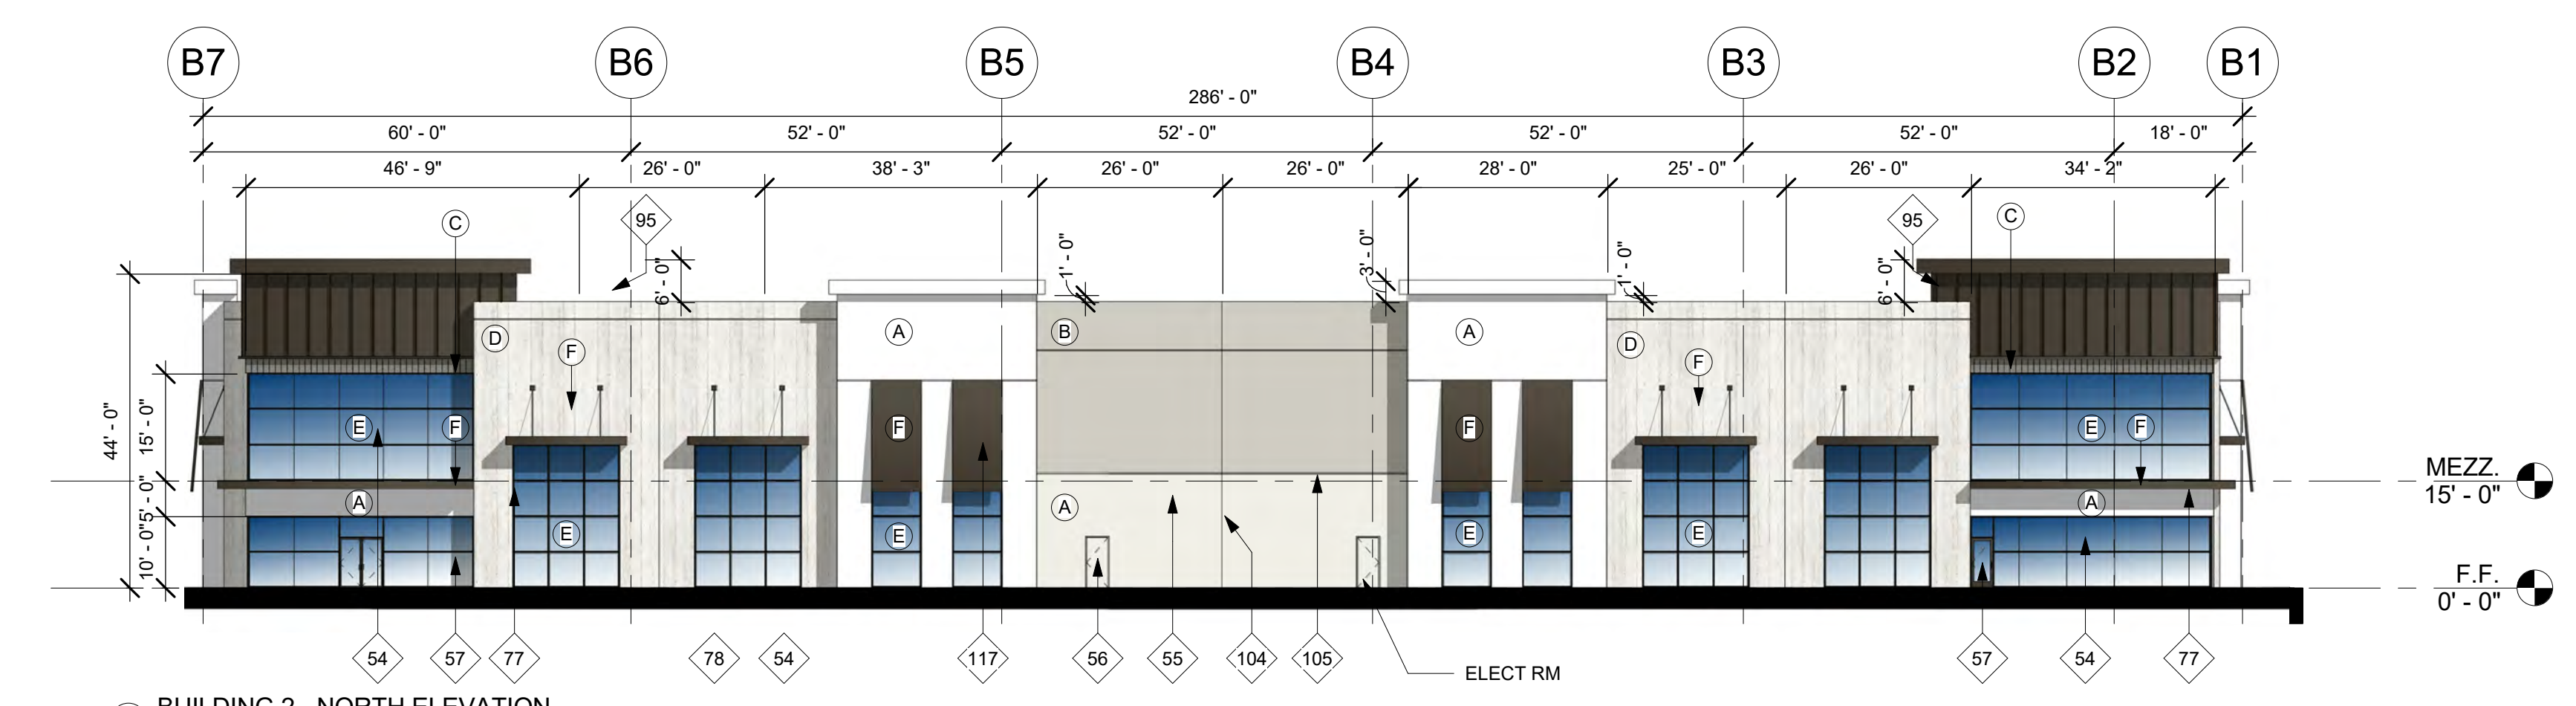 B7 B6 B5 B4 B3 B2 B1
286' - 0"
60' - 0" 52' - 0" 52' - 0" 52' - 0" 52' - 0" 18' - 0"
46' - 9" 26' - 0" 38' - 3" 26' - 0" 26' - 0" 28' - 0" 25' - 0" 26' - 0" 34' - 2"
C 95 95 C
6' - 0" 1' - 0" 3' - 0" 1' - 0" 6' - 0"
D F A B A D F
44' - 0" 15' - 0" 5' - 0" 10' - 0"
E F F F E F
A A A
E E E E
MEZZ.
15' - 0"
F.F.
0' - 0"
54 57 77 78 54 117 56 55 104 105 57 54 77
ELECT RM
BUILDING 2 - NORTH ELEVATION